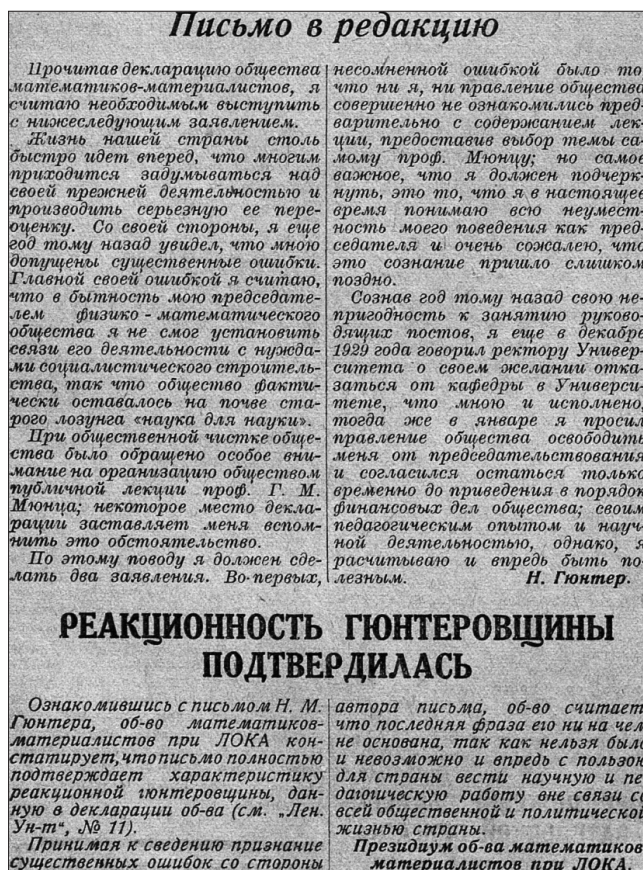 Письмо в редакцию
Прочитав декларацию общества
математиков-материалистов, я
считаю необходимым выступить
с нижеследующим заявлением.
Жизнь нашей страны столь
быстро идет вперед, что многим
приходится задумываться над
своей прежней деятельностью и
производить серьезную ее пере-
оценку. Со своей стороны, я еще
год тому назад увидел, что мною
допущены существенные ошибки.
Главной своей ошибкой я считаю,
что в бытность мою председате-
лем физико-математического
общества я не смог установить
связи его деятельности с нужда-
ми социалистического строитель-
ства, так что общество факти-
чески оставалось на почве ста-
рого лозунга «наука для науки».
При общественной чистке обще-
ства было обращено особое вни-
мание на организацию обществом
публичной лекции проф. Г. М.
Мюнца; некоторое место декла-
рации заставляет меня вспом-
нить это обстоятельство.
По этому поводу я должен сде-
лать два заявления. Во-первых,
несомненной ошибкой было то,
что ни я, ни правление общества
совершенно не ознакомились пред-
варительно с содержанием лек-
ции, предоставив выбор темы са-
мому проф. Мюнцу; но самое
важное, что я должен подчерк-
нуть, это то, что я в настоящее
время понимаю всю неумест-
ность моего поведения как пред-
седателя и очень сожалею, что
это сознание пришло слишком
поздно.
Сознав год тому назад свою не-
пригодность к занятию руково-
дящих постов, я еще в декабре
1929 года говорил ректору Универ-
ситета о своем желании отка-
заться от кафедры в Универси-
тете, что мною и исполнено,
тогда же в январе я просил
правление общества освободить
меня от председательствования
и согласился остаться только
временно до приведения в порядок
финансовых дел общества; своим
педагогическим опытом и науч-
ной деятельностью, однако, я
расчитываю и впредь быть по-
лезным. Н. Гюнтер.
РЕАКЦИОННОСТЬ ГЮНТЕРОВЩИНЫ
ПОДТВЕРДИЛАСЬ
Ознакомившись с письмом Н. М.
Гюнтера, об-во математиков-
материалистов при ЛОКА кон-
статирует, что письмо полностью
подтверждает характеристику
реакционной гюнтеровщины, дан-
ную в декларации об-ва (см. „Лен.
Ун-т“, № 11).
Принимая к сведению признание
существенных ошибок со стороны
автора письма, об-во считает,
что последняя фраза его ни на чем
не основана, так как нельзя было
и невозможно и впредь с пользою
для страны вести научную и пе-
дагогическую работу вне связи со
всей общественной и политической
жизнью страны.
Президиум об-ва математиков
материалистов при ЛОКА.